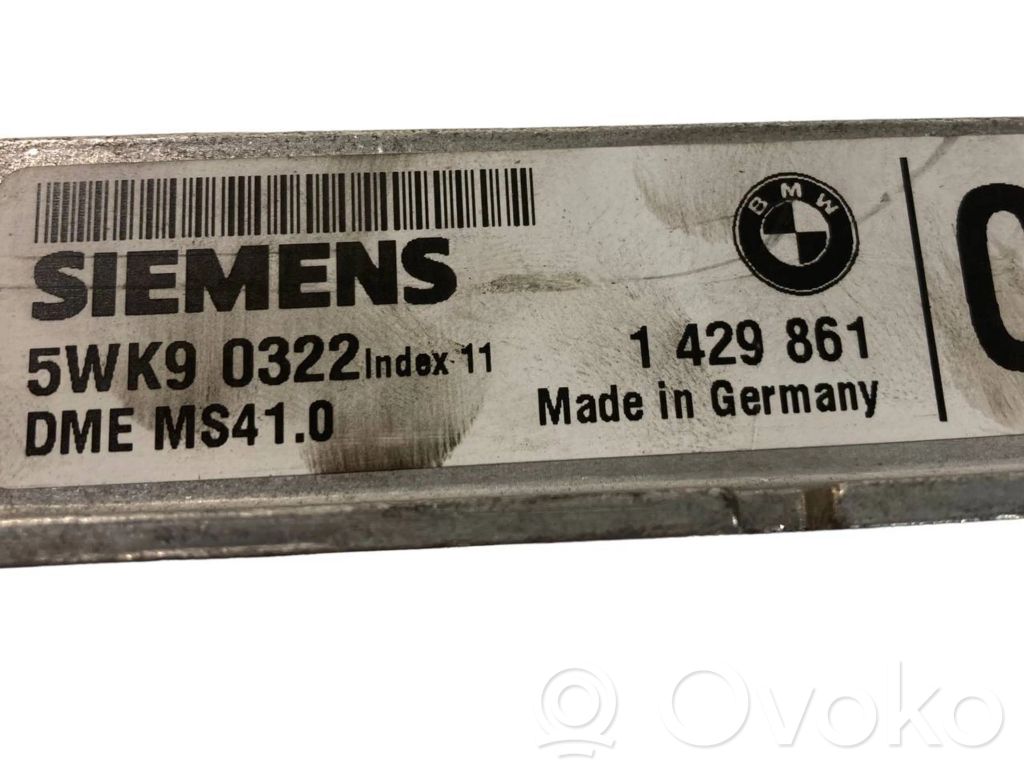 SIEMENS
BMW
5WK9 0322 Index 11
1 429 861
DME MS41.0
Made in Germany
Ovoko